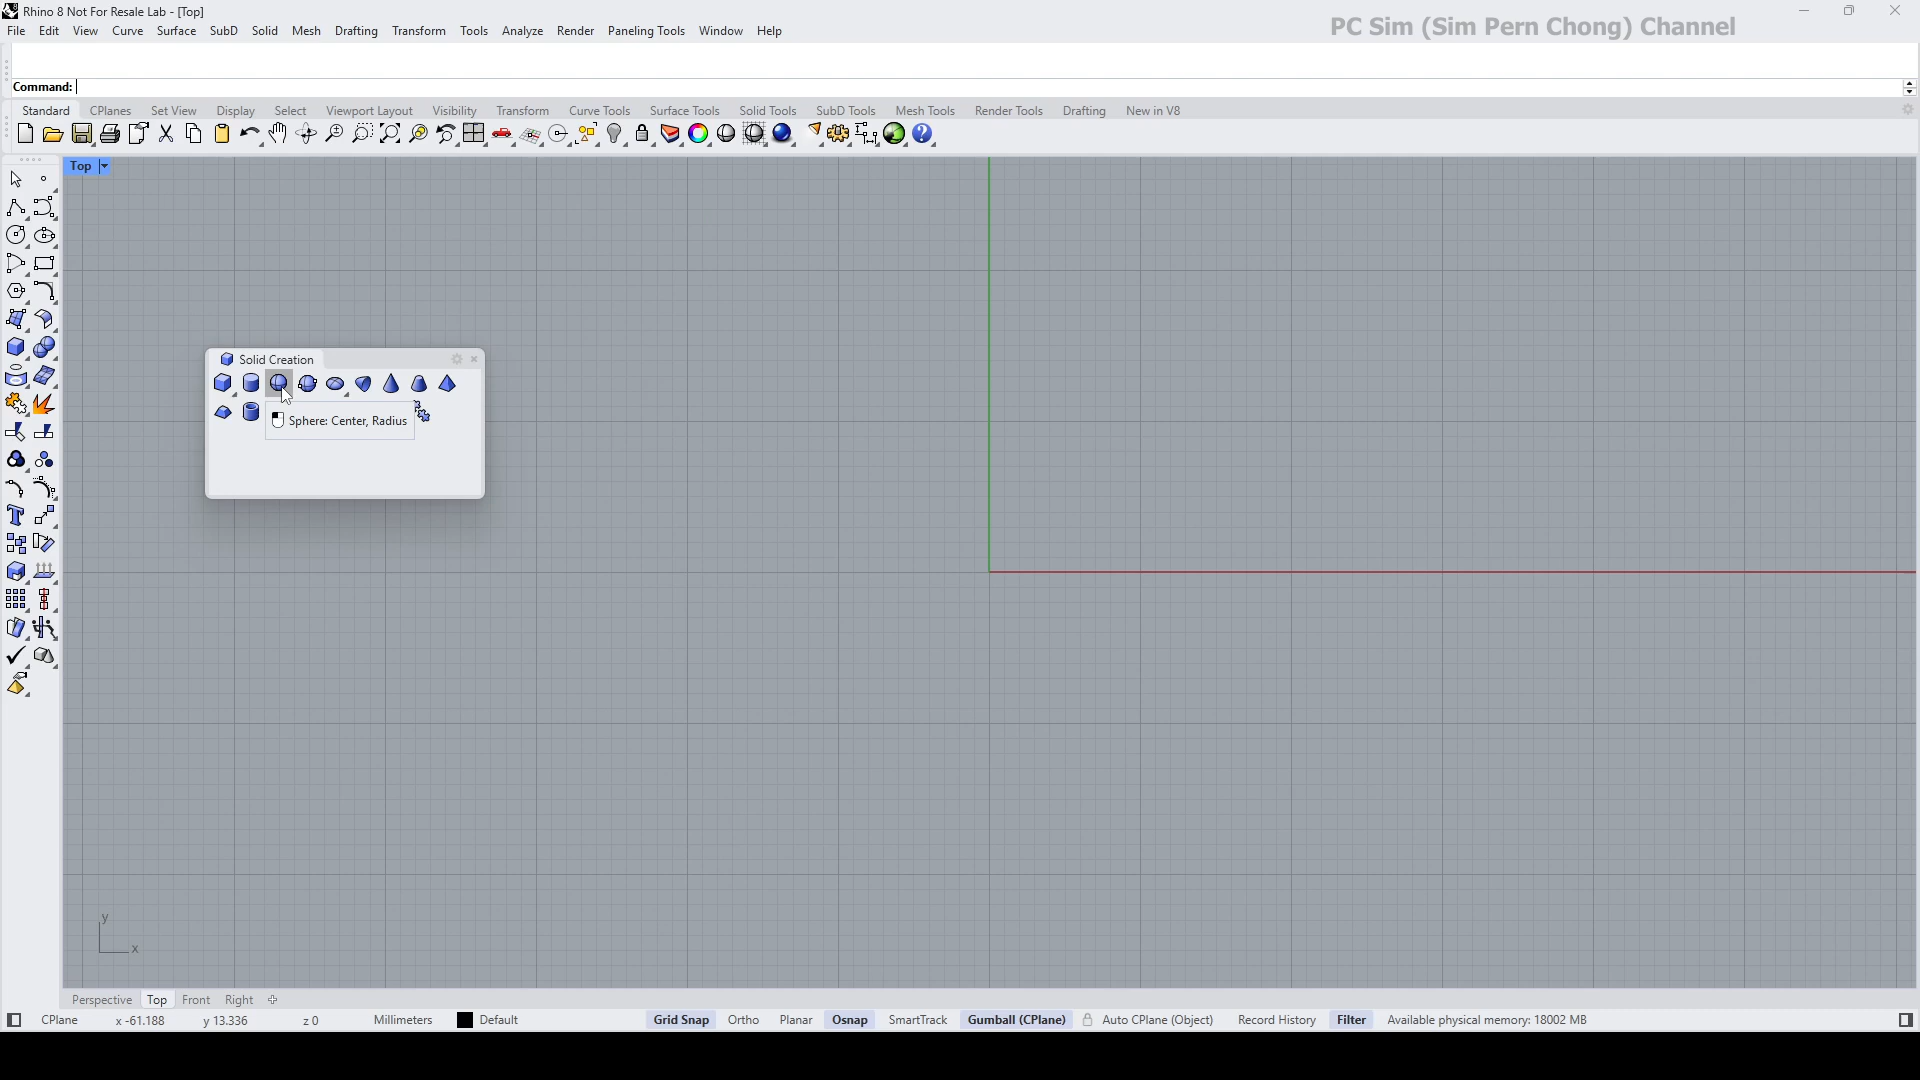 Rhino 8 Not For Resale Lab - [Top]
PC Sim (Sim Pern Chong) Channel
File Edit View Curve Surface SubD Solid Mesh Drafting Transform Tools Analyze Render Paneling Tools Window Help
Command:
Standard CPlanes Set View Display Select Viewport Layout Visibility Transform Curve Tools Surface Tools Solid Tools SubD Tools Mesh Tools Render Tools Drafting New in V8
Top
Solid Creation
Sphere: Center, Radius
y
x
Perspective Top Front Right
CPlane x -61.188 y 13.336 z 0 Millimeters Default Grid Snap Ortho Planar Osnap SmartTrack Gumball (CPlane) Auto CPlane (Object) Record History Filter Available physical memory: 18002 MB